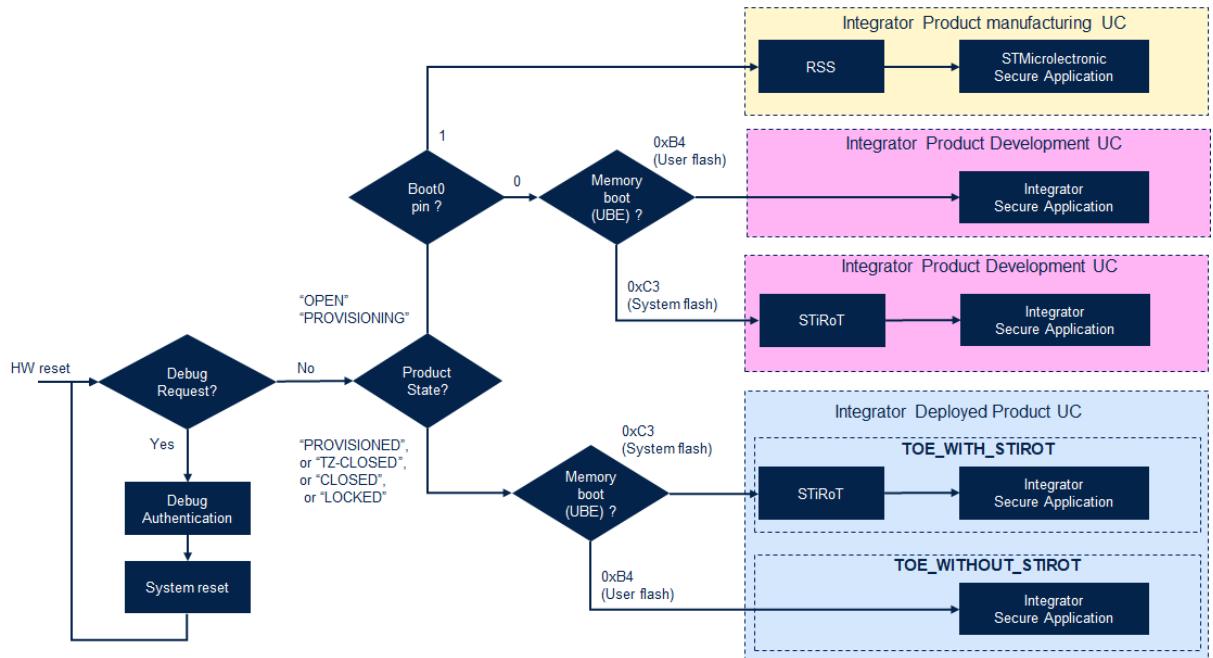 Integrator Product manufacturing UC
RSS
STMicrolectronic
Secure Application
1
Boot0
pin ?
0
Memory
boot
(UBE) ?
0xB4
(User flash)
Integrator Product Development UC
Integrator
Secure Application
0xC3
(System flash)
Integrator Product Development UC
STiRoT
Integrator
Secure Application
“OPEN”
“PROVISIONING”
HW reset
Debug
Request?
No
Product
State?
Yes
Debug
Authentication
System reset
“PROVISIONED”,
or “TZ-CLOSED”,
or “CLOSED”,
or “LOCKED”
Memory
boot
(UBE) ?
0xC3
(System flash)
Integrator Deployed Product UC
TOE_WITH_STIROT
STiRoT
Integrator
Secure Application
0xB4
(User flash)
TOE_WITHOUT_STIROT
Integrator
Secure Application